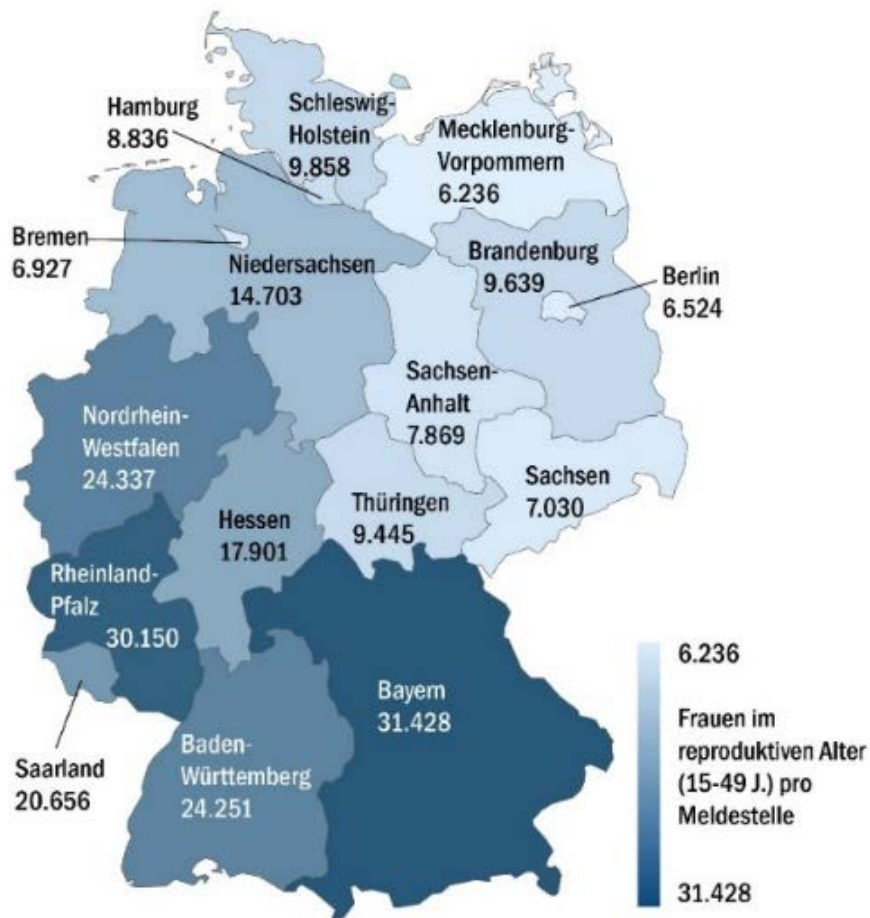 Hamburg
8.836
Schleswig-
Holstein
9.858
Mecklenburg-
Vorpommern
6.236
Bremen
6.927
Niedersachsen
14.703
Brandenburg
9.639
Berlin
6.524
Sachsen-
Anhalt
7.869
Nordrhein-
Westfalen
24.337
Sachsen
7.030
Thüringen
9.445
Hessen
17.901
Rheinland-
Pfalz
30.150
Saarland
20.656
Baden-
Württemberg
24.251
Bayern
31.428
6.236
Frauen im
reproduktiven Alter
(15-49 J.) pro
Meldestelle
31.428